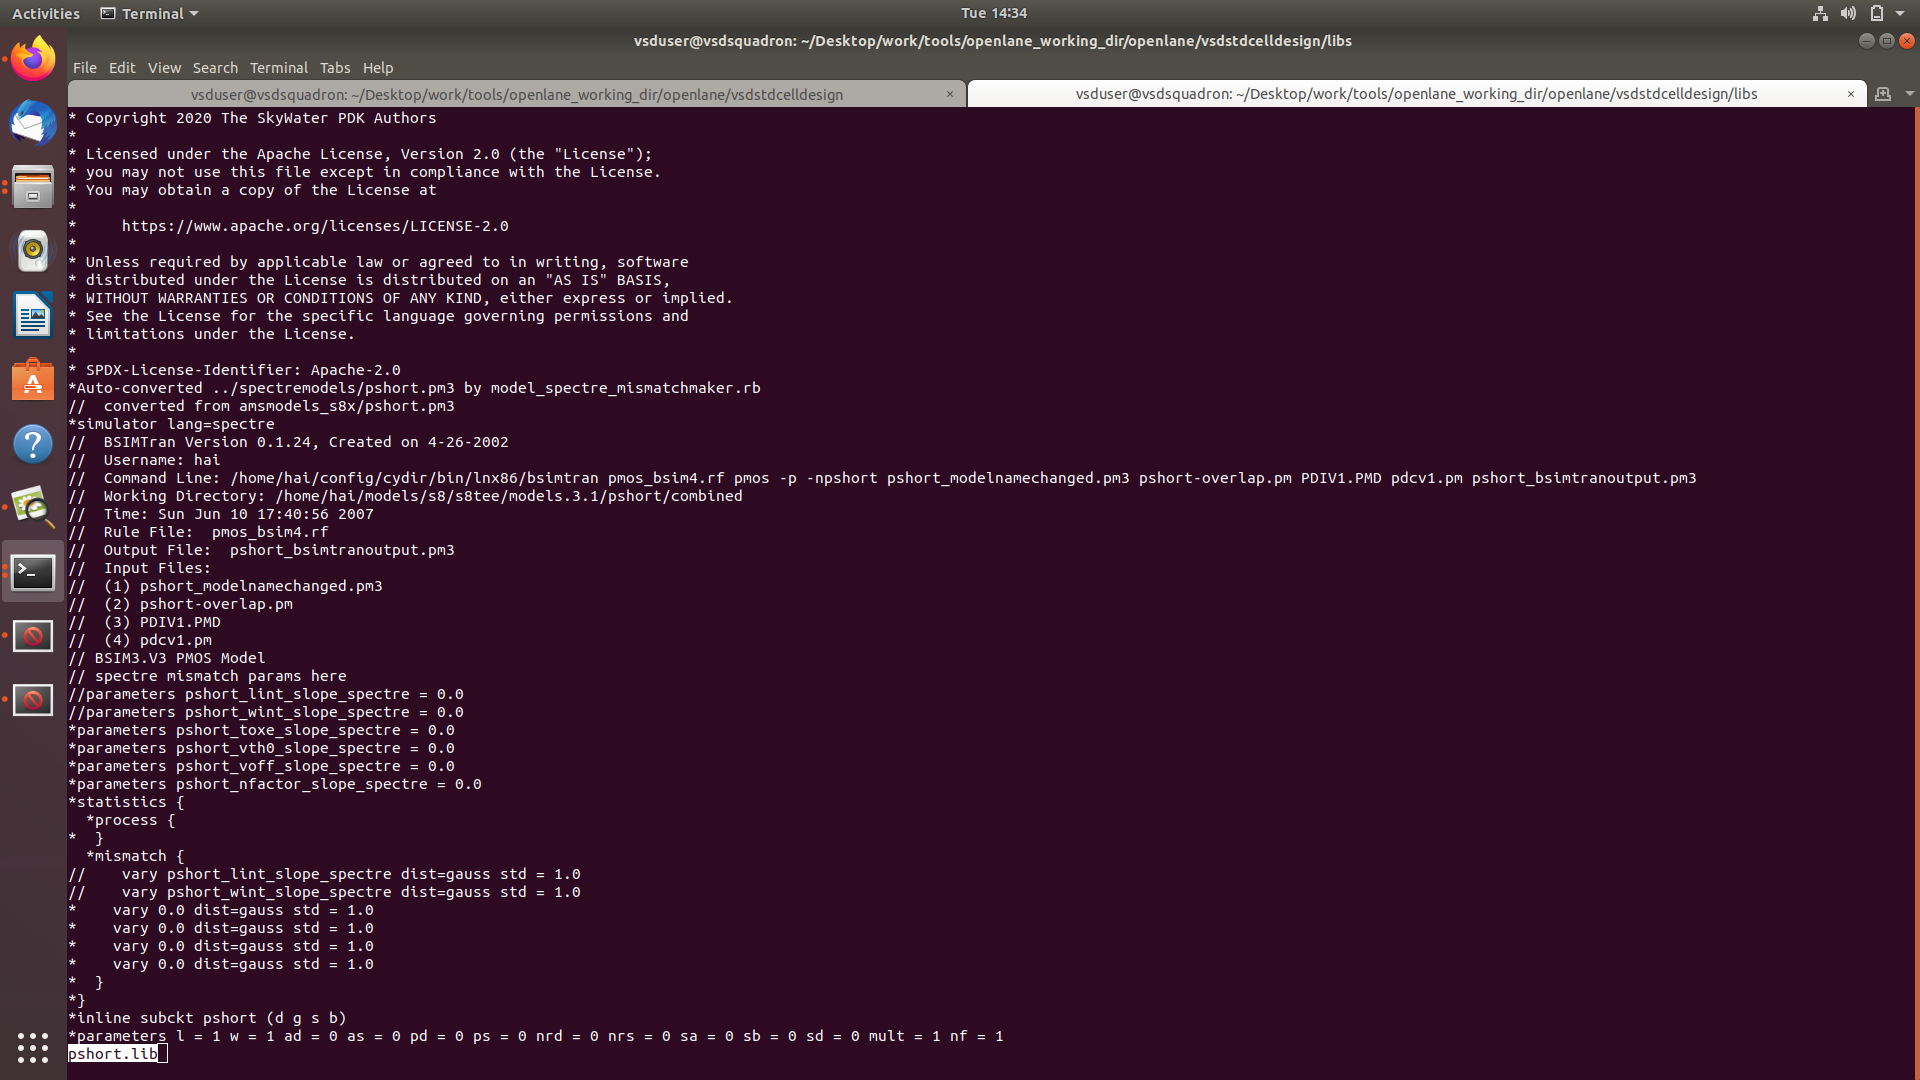 Activities Terminal Tue 14:34
vsduser@vsdsquadron: ~/Desktop/work/tools/openlane_working_dir/openlane/vsdstdcelldesign/libs
File Edit View Search Terminal Tabs Help
vsduser@vsdsquadron: ~/Desktop/work/tools/openlane_working_dir/openlane/vsdstdcelldesign × vsduser@vsdsquadron: ~/Desktop/work/tools/openlane_working_dir/openlane/vsdstdcelldesign/libs ×
* Copyright 2020 The SkyWater PDK Authors
*
* Licensed under the Apache License, Version 2.0 (the "License");
* you may not use this file except in compliance with the License.
* You may obtain a copy of the License at
*
*     https://www.apache.org/licenses/LICENSE-2.0
*
* Unless required by applicable law or agreed to in writing, software
* distributed under the License is distributed on an "AS IS" BASIS,
* WITHOUT WARRANTIES OR CONDITIONS OF ANY KIND, either express or implied.
* See the License for the specific language governing permissions and
* limitations under the License.
*
* SPDX-License-Identifier: Apache-2.0
*Auto-converted ../spectremodels/pshort.pm3 by model_spectre_mismatchmaker.rb
//  converted from amsmodels_s8x/pshort.pm3
*simulator lang=spectre
//  BSIMTran Version 0.1.24, Created on 4-26-2002
//  Username: hai
//  Command Line: /home/hai/config/cydir/bin/lnx86/bsimtran pmos_bsim4.rf pmos -p -npshort pshort_modelnamechanged.pm3 pshort-overlap.pm PDIV1.PMD pdcv1.pm pshort_bsimtranoutput.pm3
//  Working Directory: /home/hai/models/s8/s8tee/models.3.1/pshort/combined
//  Time: Sun Jun 10 17:40:56 2007
//  Rule File:  pmos_bsim4.rf
//  Output File:  pshort_bsimtranoutput.pm3
//  Input Files:
//  (1) pshort_modelnamechanged.pm3
//  (2) pshort-overlap.pm
//  (3) PDIV1.PMD
//  (4) pdcv1.pm
// BSIM3.V3 PMOS Model
// spectre mismatch params here
//parameters pshort_lint_slope_spectre = 0.0
//parameters pshort_wint_slope_spectre = 0.0
*parameters pshort_toxe_slope_spectre = 0.0
*parameters pshort_vth0_slope_spectre = 0.0
*parameters pshort_voff_slope_spectre = 0.0
*parameters pshort_nfactor_slope_spectre = 0.0
*statistics {
  *process {
*  }
  *mismatch {
//    vary pshort_lint_slope_spectre dist=gauss std = 1.0
//    vary pshort_wint_slope_spectre dist=gauss std = 1.0
*    vary 0.0 dist=gauss std = 1.0
*    vary 0.0 dist=gauss std = 1.0
*    vary 0.0 dist=gauss std = 1.0
*    vary 0.0 dist=gauss std = 1.0
*  }
*}
*inline subckt pshort (d g s b)
*parameters l = 1 w = 1 ad = 0 as = 0 pd = 0 ps = 0 nrd = 0 nrs = 0 sa = 0 sb = 0 sd = 0 mult = 1 nf = 1
pshort.lib